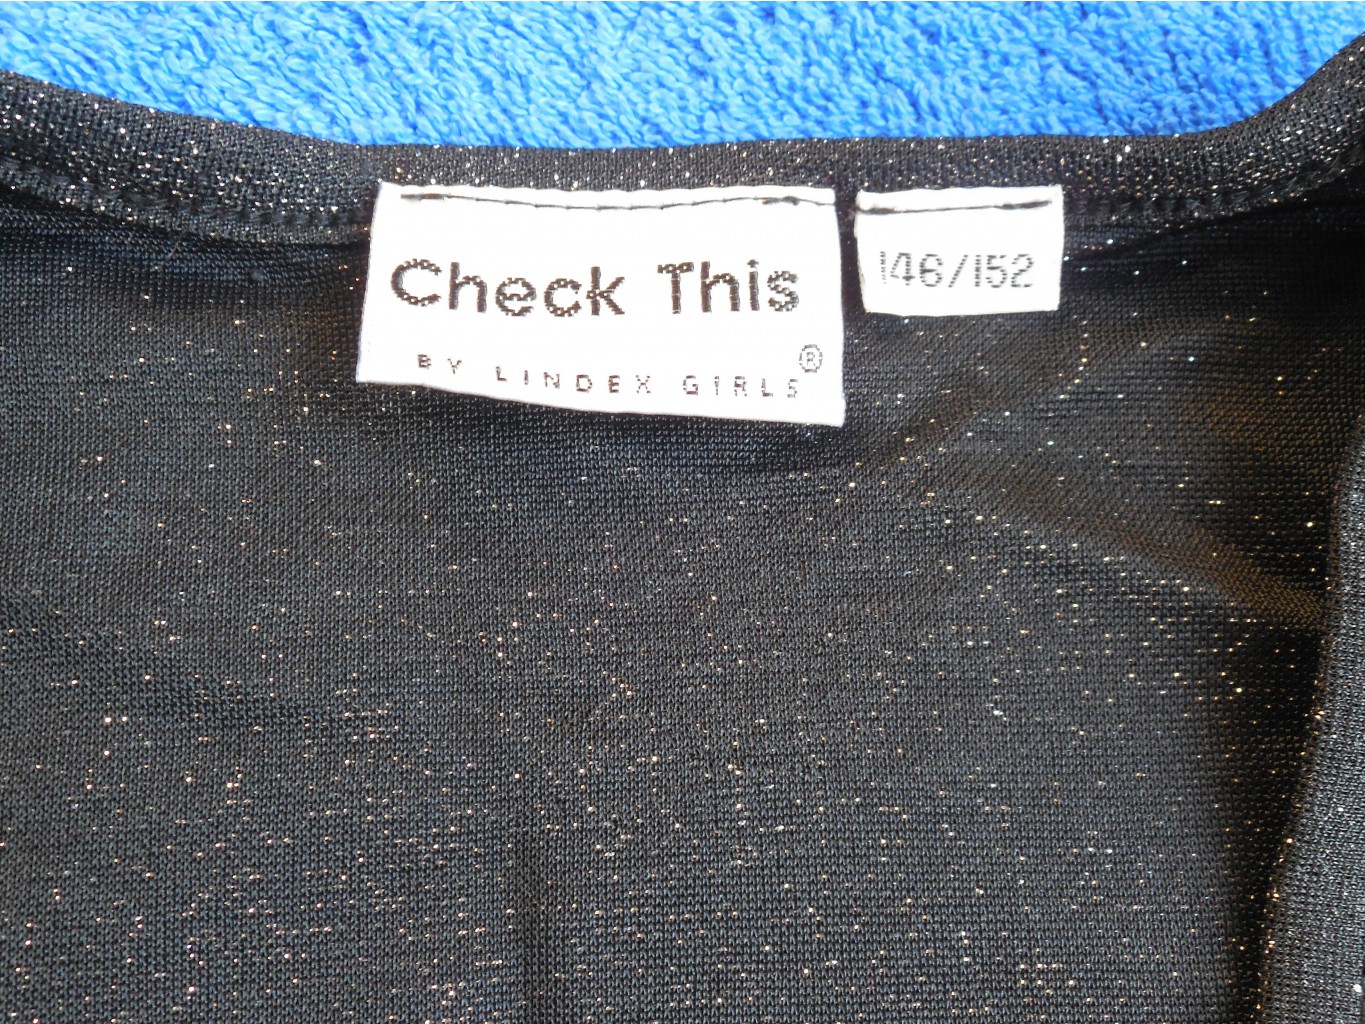 Check This
BY LINDEX GIRLS®
146/152